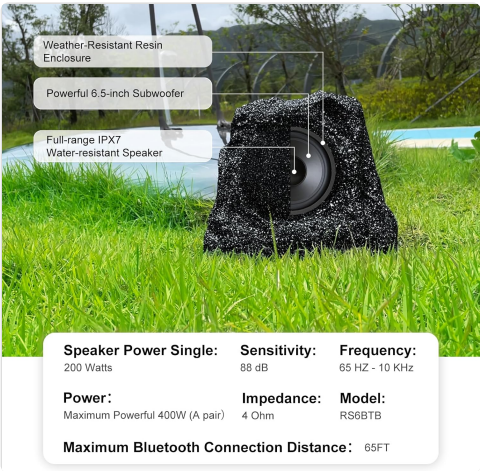 Weather-Resistant Resin
Enclosure
Powerful 6.5-inch Subwoofer
Full-range IPX7
Water-resistant Speaker
Speaker Power Single: Sensitivity: Frequency:
200 Watts 88 dB 65 HZ - 10 KHz
Power: Impedance: Model:
Maximum Powerful 400W (A pair) 4 Ohm RS6BTB
Maximum Bluetooth Connection Distance: 65FT